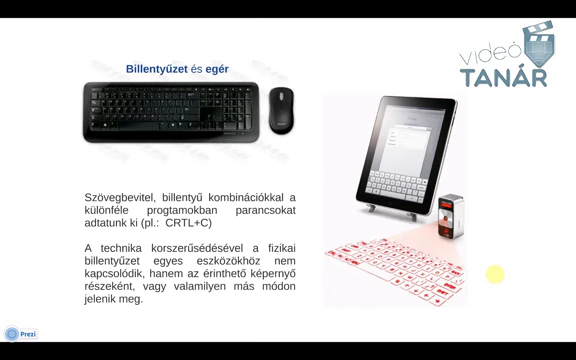 videó
TANÁR
Billentyűzet és egér
Szövegbevitel, billentyű kombinációkkal a
különféle progtamokban parancsokat
adtatunk ki (pl.: CRTL+C)
A technika korszerűsédésével a fizikai
billentyűzet egyes eszközökhöz nem
kapcsolódik, hanem az érinthető képernyő
részeként, vagy valamilyen más módon
jelenik meg.
Prezi